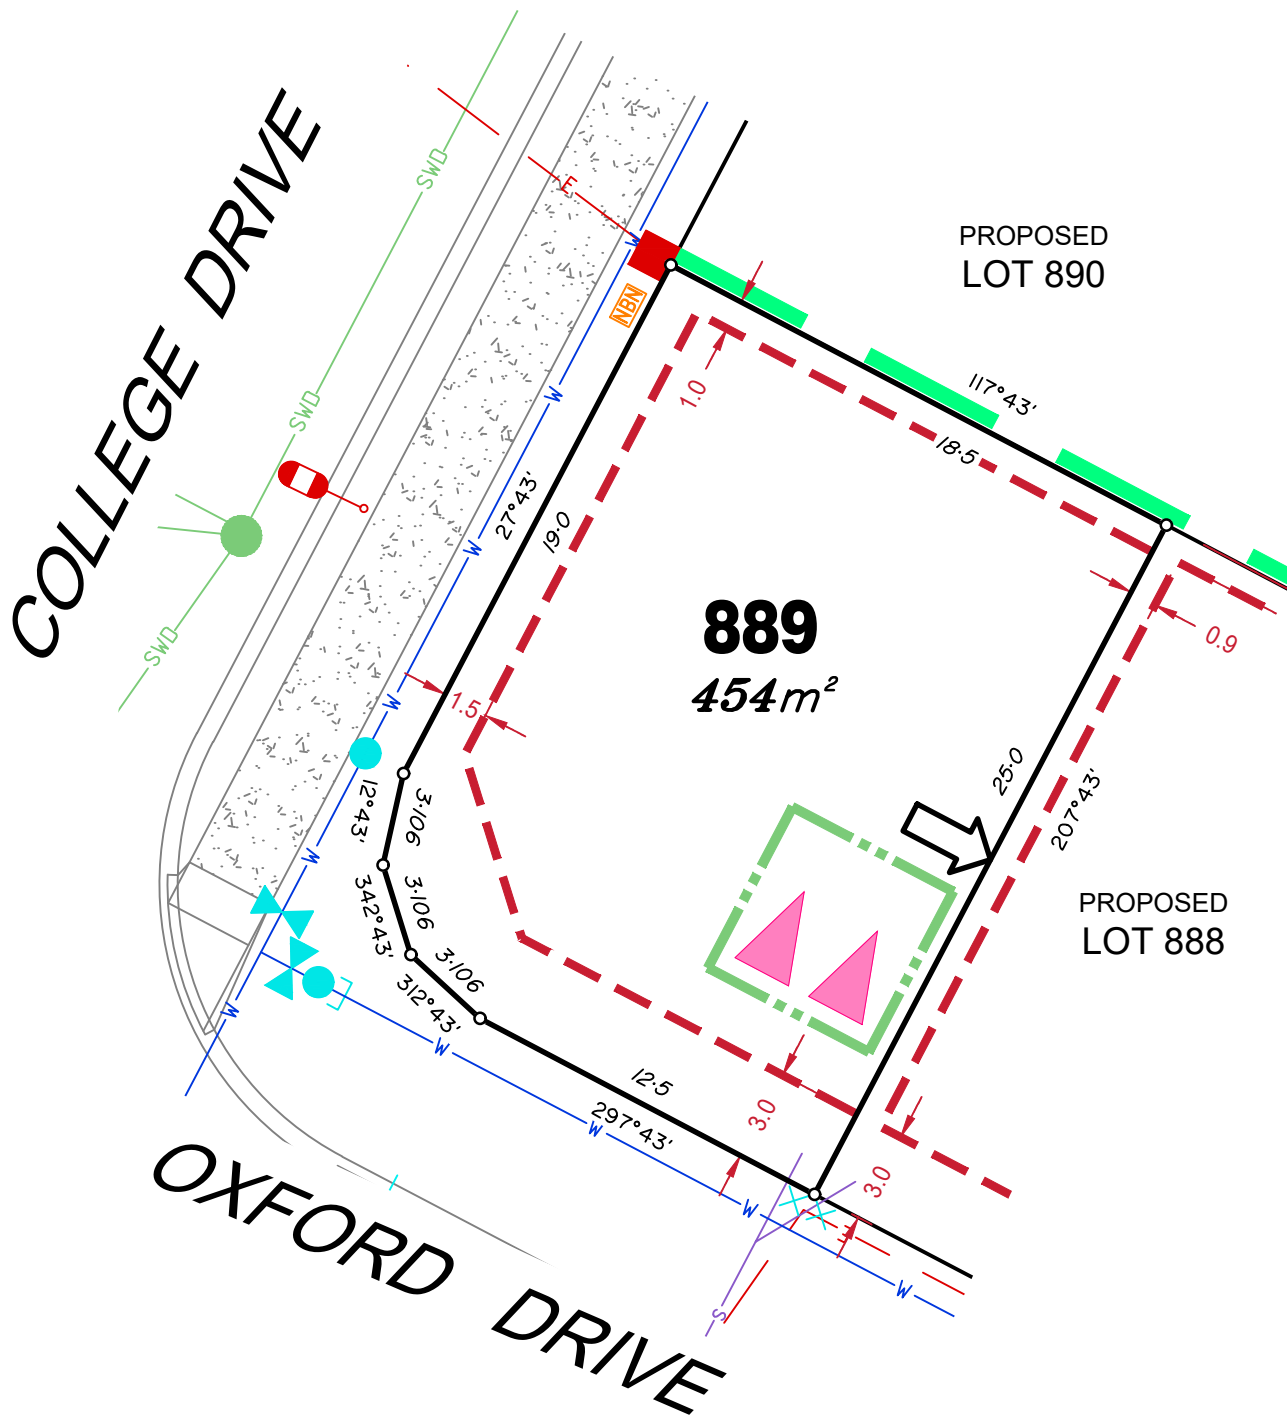 COLLEGE DRIVE
SWD
SWD
SWD
E
W
NBN
PROPOSED
LOT 890
117°43'
18·5
1.0
27°43'
19·0
W
W
W
W
W
889
454m²
0.9
1.5
25·0
207°43'
12°43'
3·106
342°43'
3·106
312°43'
3·106
PROPOSED
LOT 888
12·5
297°43'
3.0
3.0
W
W
W
W
E
S
OXFORD DRIVE